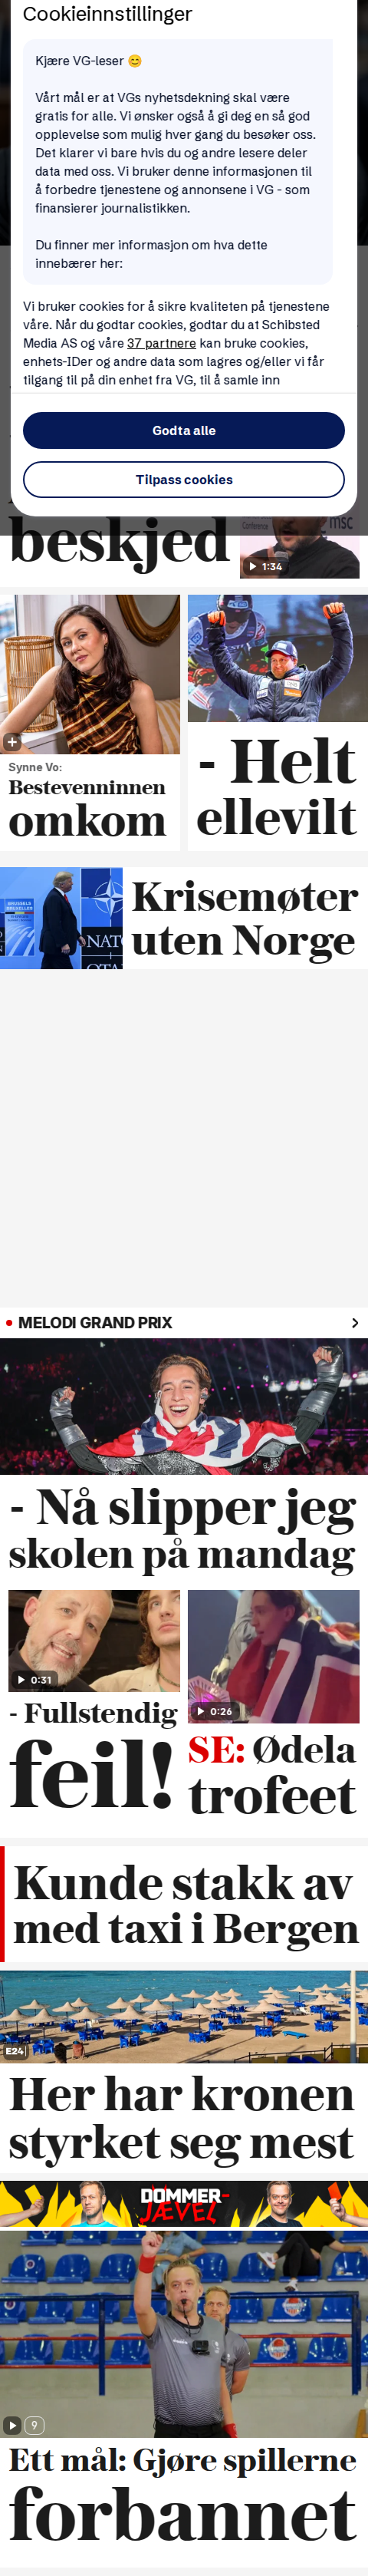 Cookieinnstillinger
Kjære VG-leser 😊
Vårt mål er at VGs nyhetsdekning skal være
gratis for alle. Vi ønsker også å gi deg en så god
opplevelse som mulig hver gang du besøker oss.
Det klarer vi bare hvis du og andre lesere deler
data med oss. Vi bruker denne informasjonen til
å forbedre tjenestene og annonsene i VG - som
finansierer journalistikken.
Du finner mer informasjon om hva dette
innebærer her:
Vi bruker cookies for å sikre kvaliteten på tjenestene
våre. Når du godtar cookies, godtar du at Schibsted
Media AS og våre 37 partnere kan bruke cookies,
enhets-IDer og andre data som lagres og/eller vi får
tilgang til på din enhet fra VG, til å samle inn
Godta alle
Tilpass cookies
Conference
msc
beskjed
1:34
Synne Vo:
Bestevenninnen
omkom
- Helt
ellevilt
BRUSSELS
BRUXELLES
NATO
OTAN
Krisemøter
uten Norge
MELODI GRAND PRIX
- Nå slipper jeg
skolen på mandag
0:31
- Fullstendig
feil!
0:26
SE: Ødela
trofeet
Kunde stakk av
med taxi i Bergen
E24
Her har kronen
styrket seg mest
DOMMER-
JÆVEL
9
Ett mål: Gjøre spillerne
forbannet